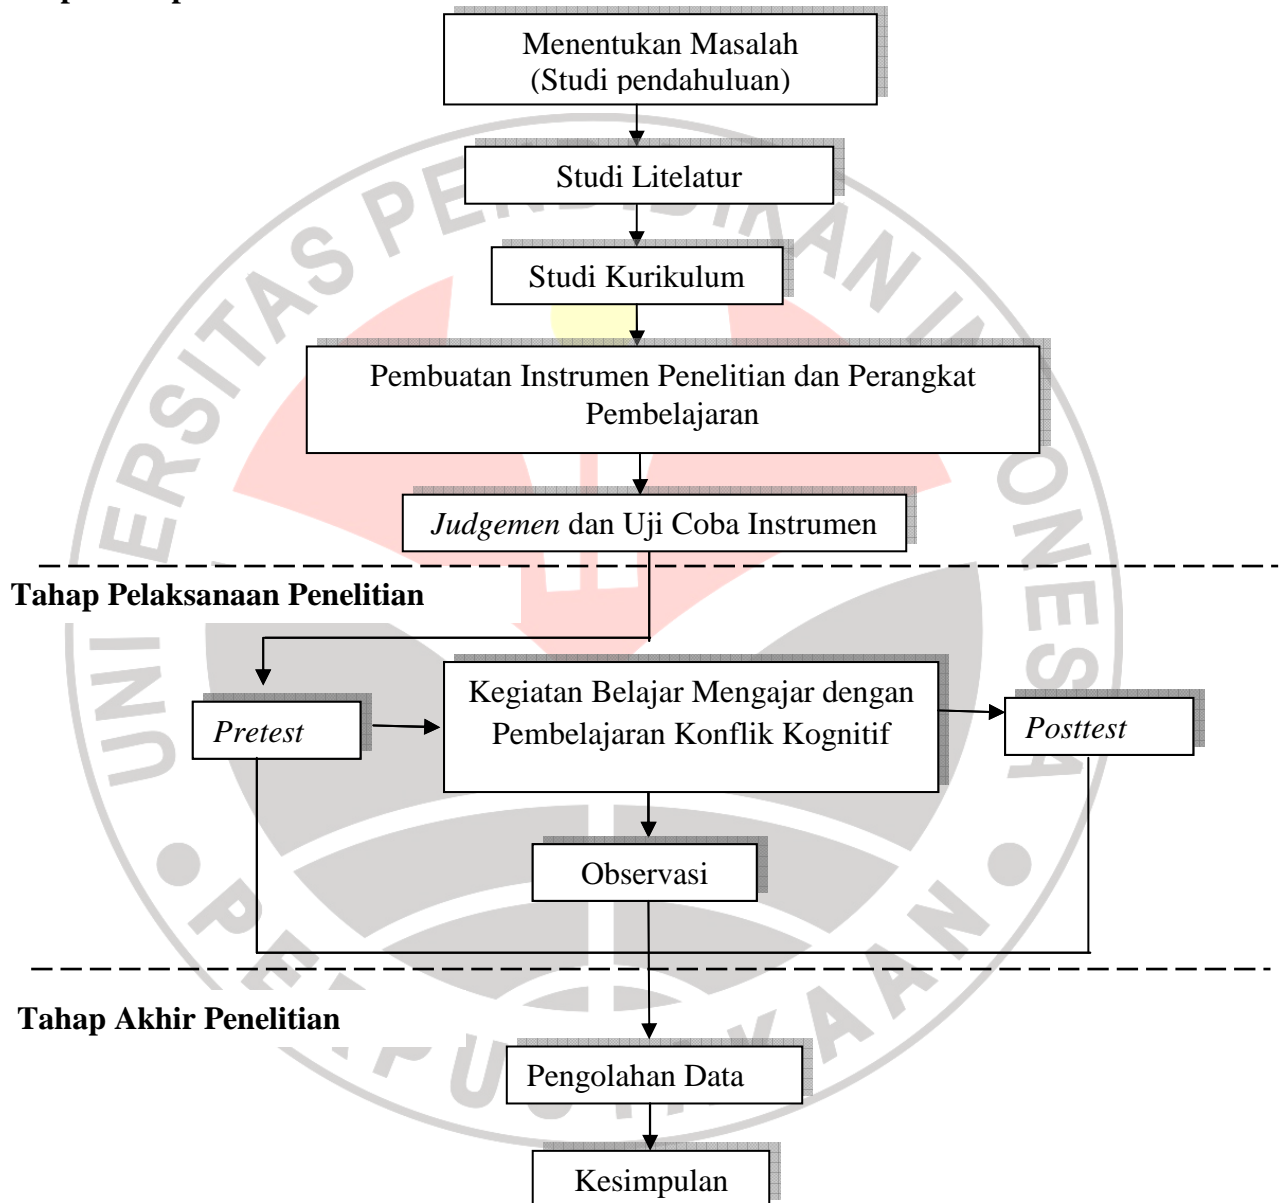 Menentukan Masalah
(Studi pendahuluan)
Studi Litelatur
Studi Kurikulum
Pembuatan Instrumen Penelitian dan Perangkat
Pembelajaran
Judgemen dan Uji Coba Instrumen
Tahap Pelaksanaan Penelitian
Pretest
Kegiatan Belajar Mengajar dengan
Pembelajaran Konflik Kognitif
Posttest
Observasi
Tahap Akhir Penelitian
Pengolahan Data
Kesimpulan